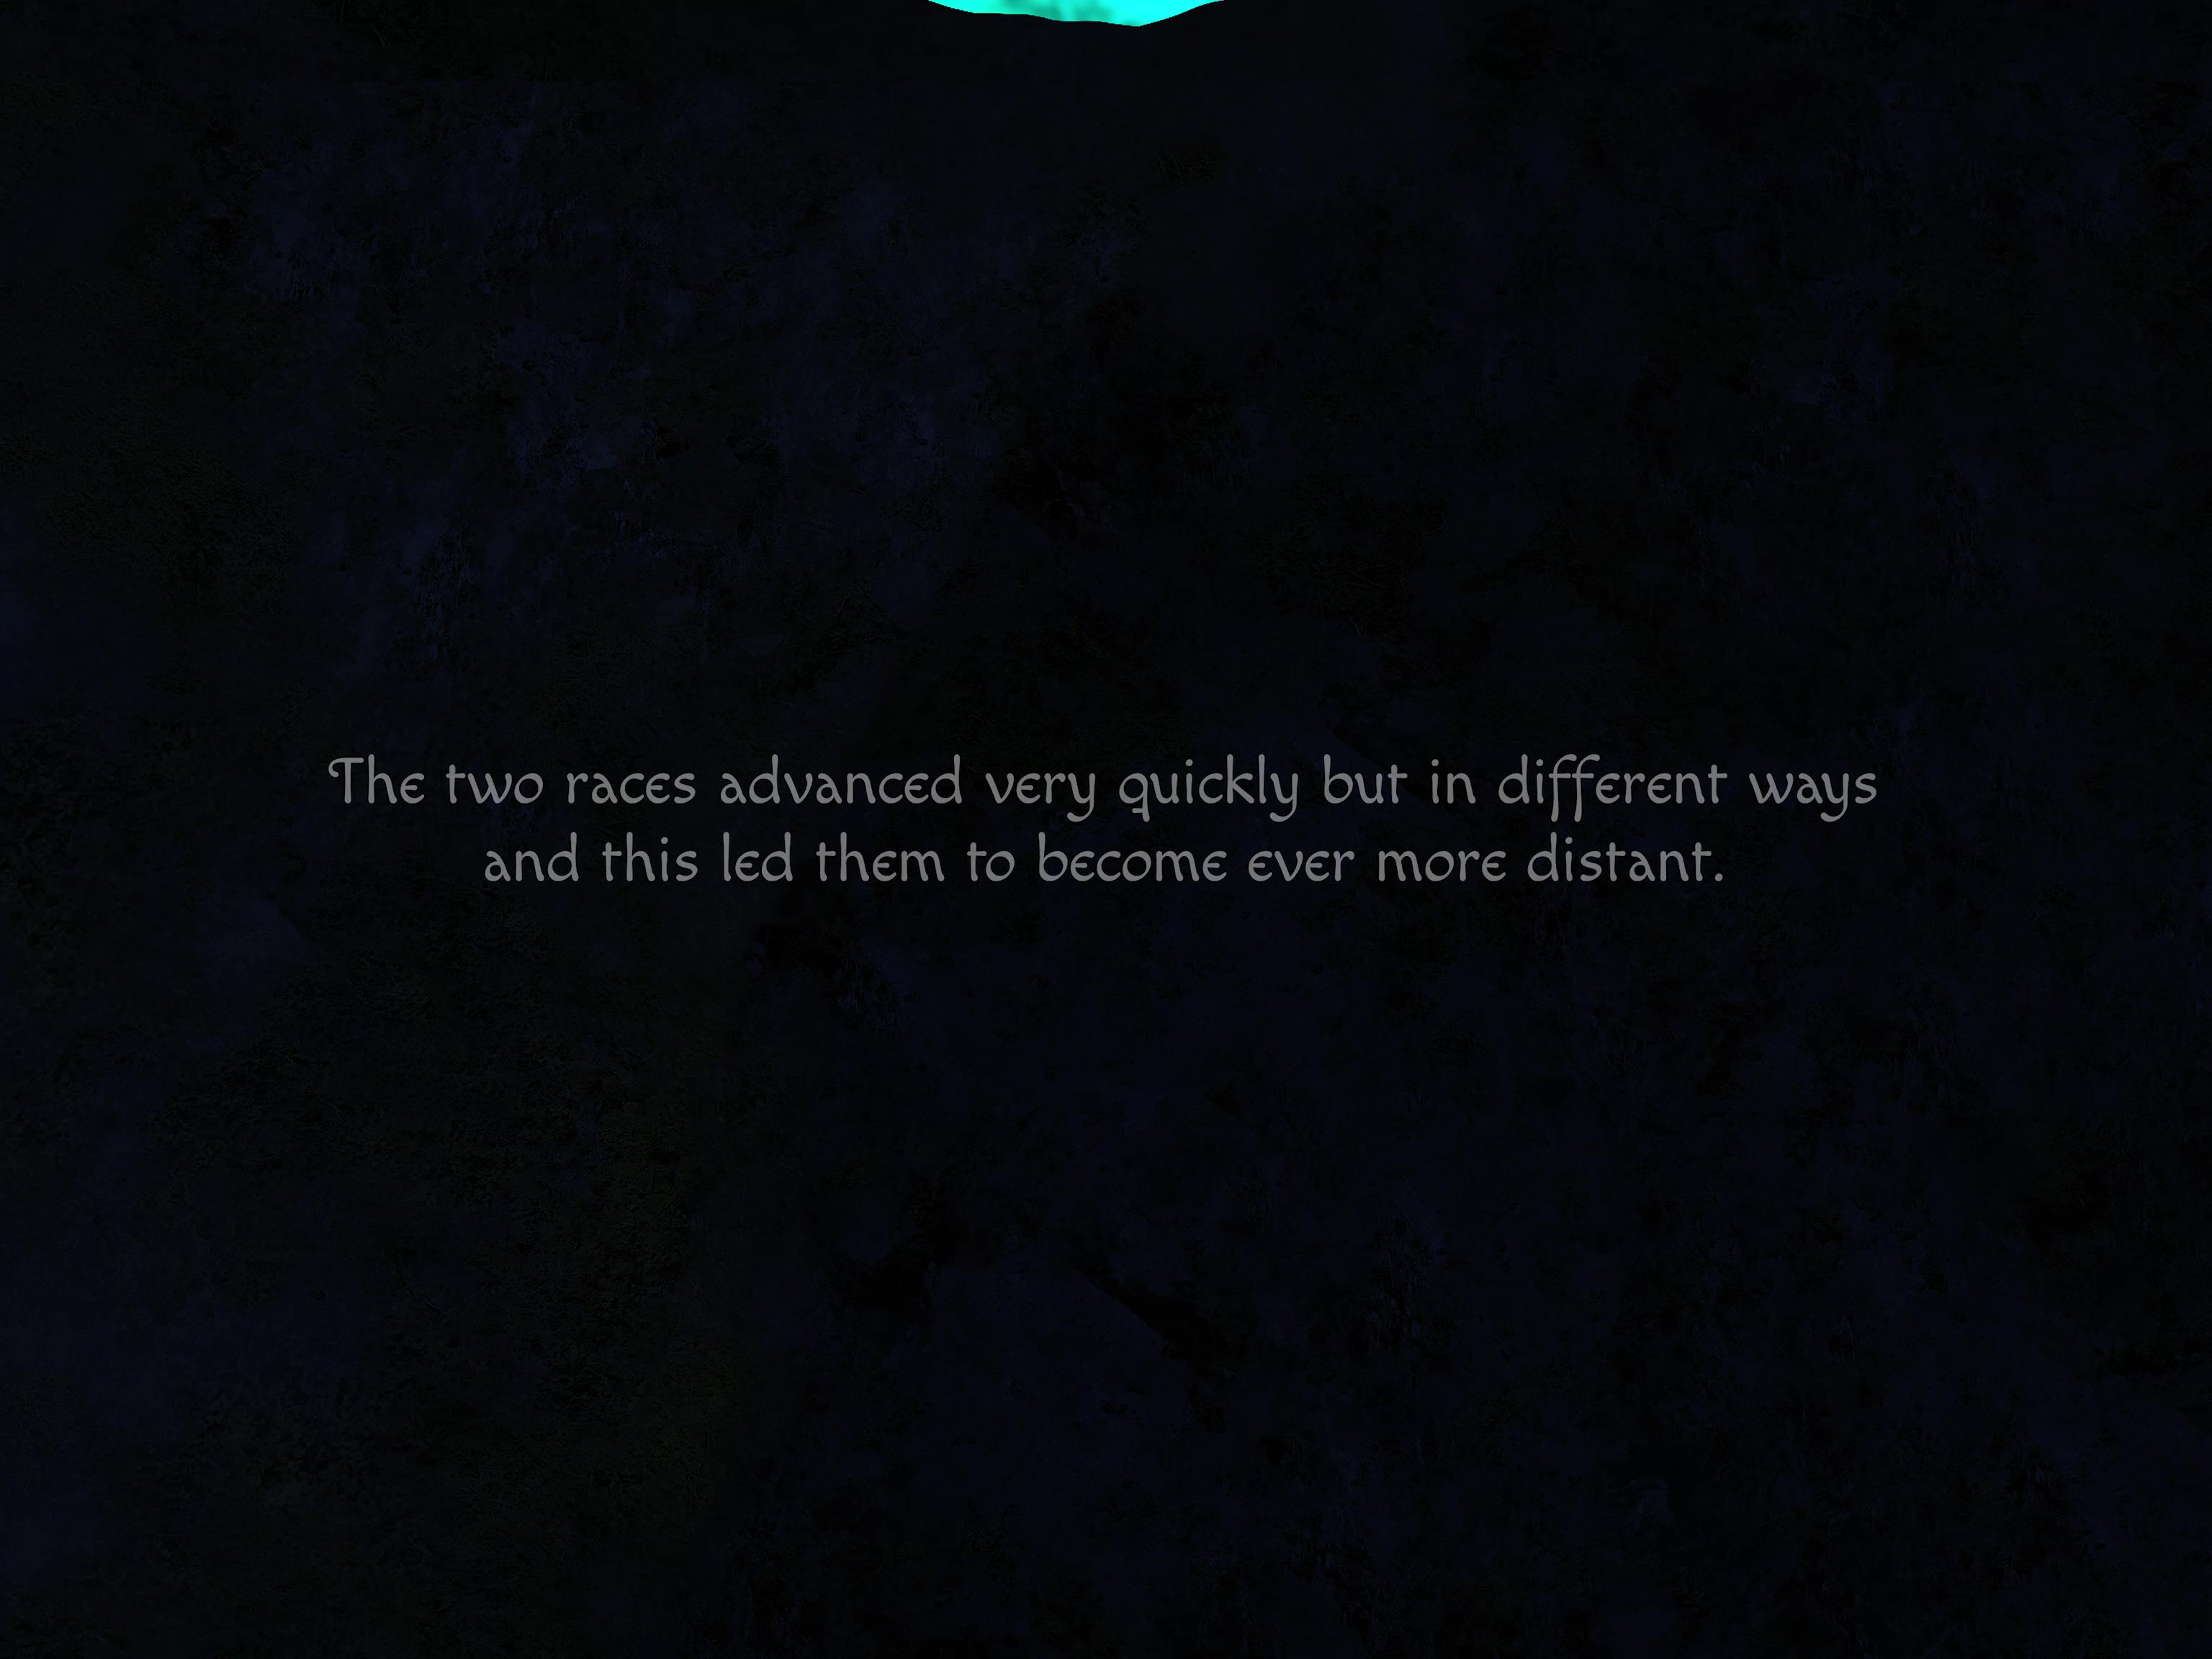 The two races advanced very quickly but in different ways
and this led them to become ever more distant.